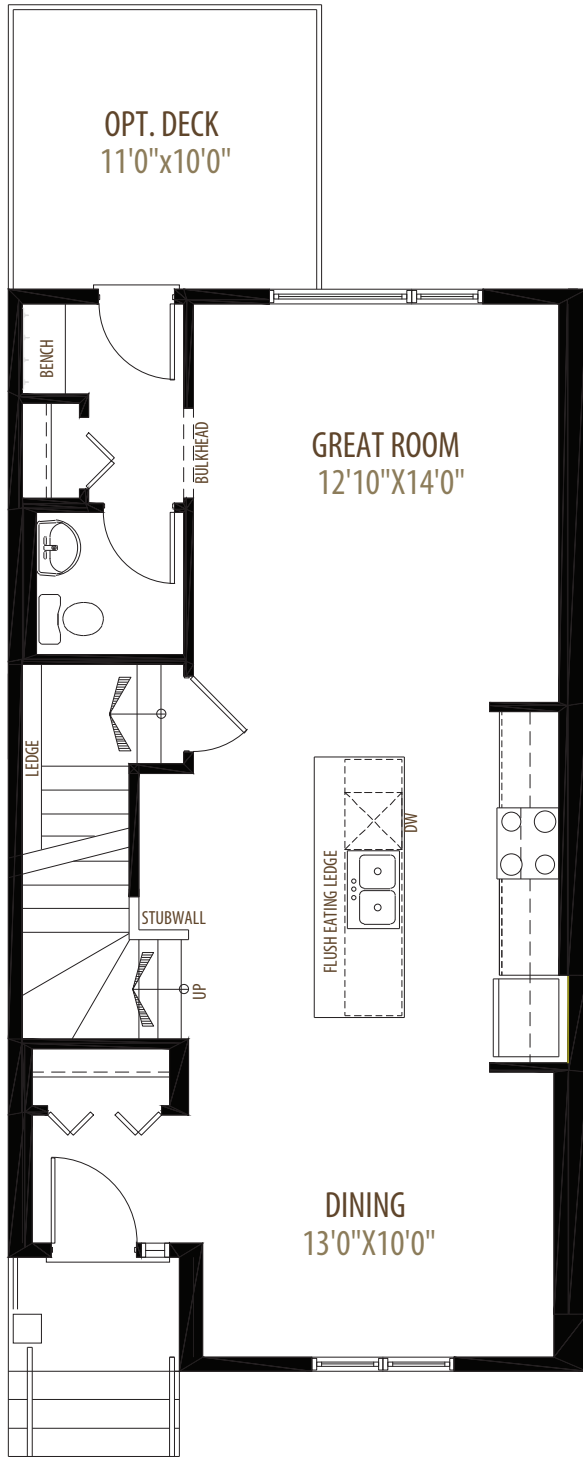 OPT. DECK
11'0"x10'0"
BENCH
BULKHEAD
GREAT ROOM
12'10"X14'0"
LEDGE
DW
FLUSH EATING LEDGE
STUBWALL
UP
DINING
13'0"X10'0"